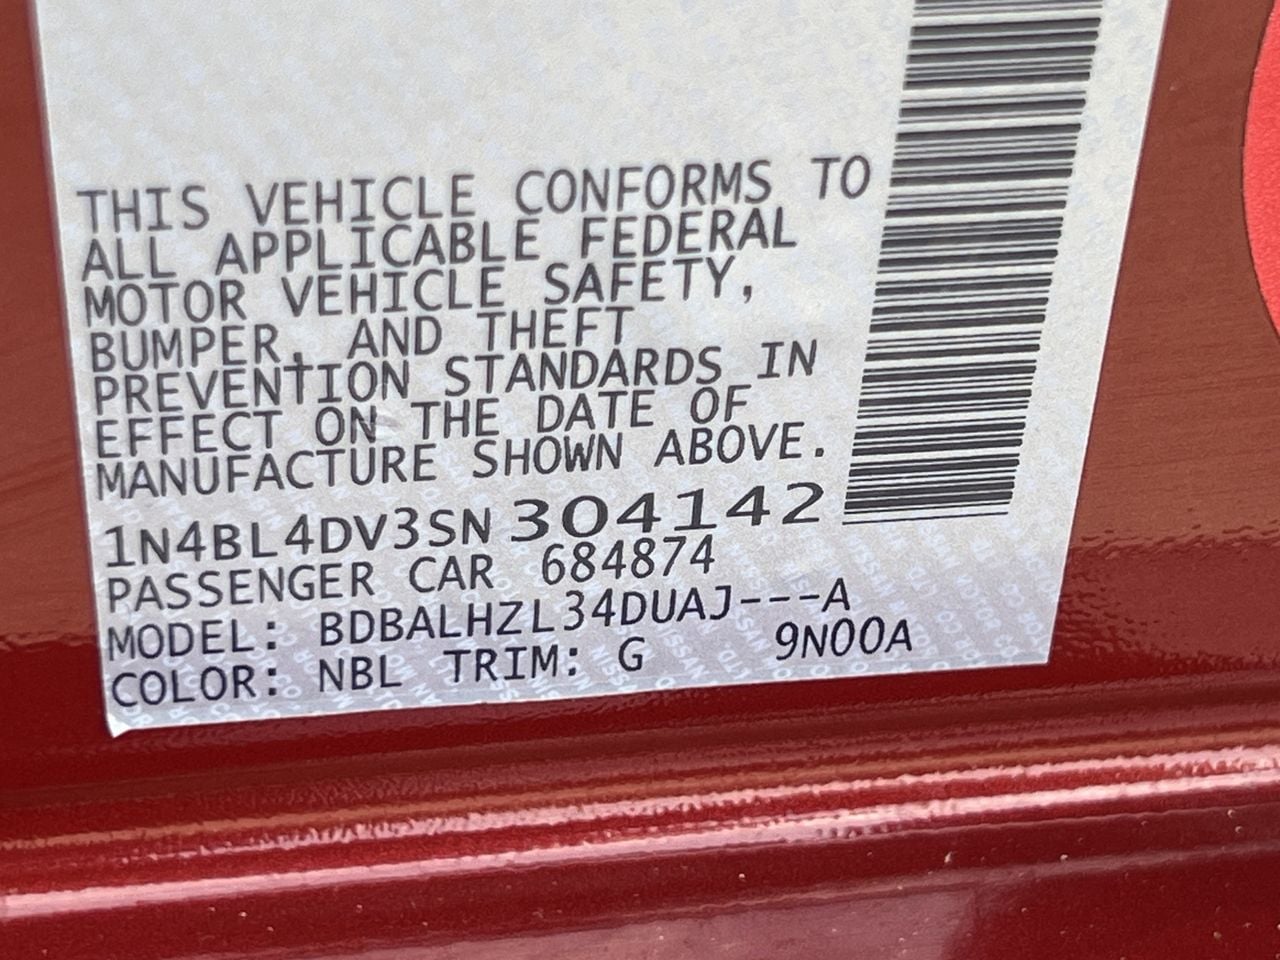 THIS VEHICLE CONFORMS TO
ALL APPLICABLE FEDERAL
MOTOR VEHICLE SAFETY,
BUMPER, AND THEFT
PREVENTION STANDARDS IN
EFFECT ON THE DATE OF
MANUFACTURE SHOWN ABOVE.
1N4BL4DV3SN304142
PASSENGER CAR 684874
MODEL: BDBALHZL34DUAJ---A
COLOR: NBL TRIM: G 9N00A